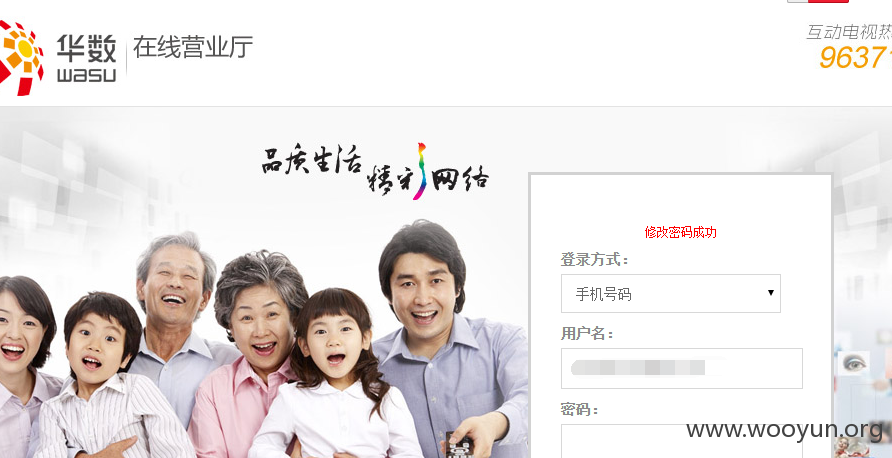 华数
wasu
在线营业厅
互动电视热
9637
品质生活
精彩网络
修改密码成功
登录方式：
手机号码
用户名：
密码：
www.wooyun.org